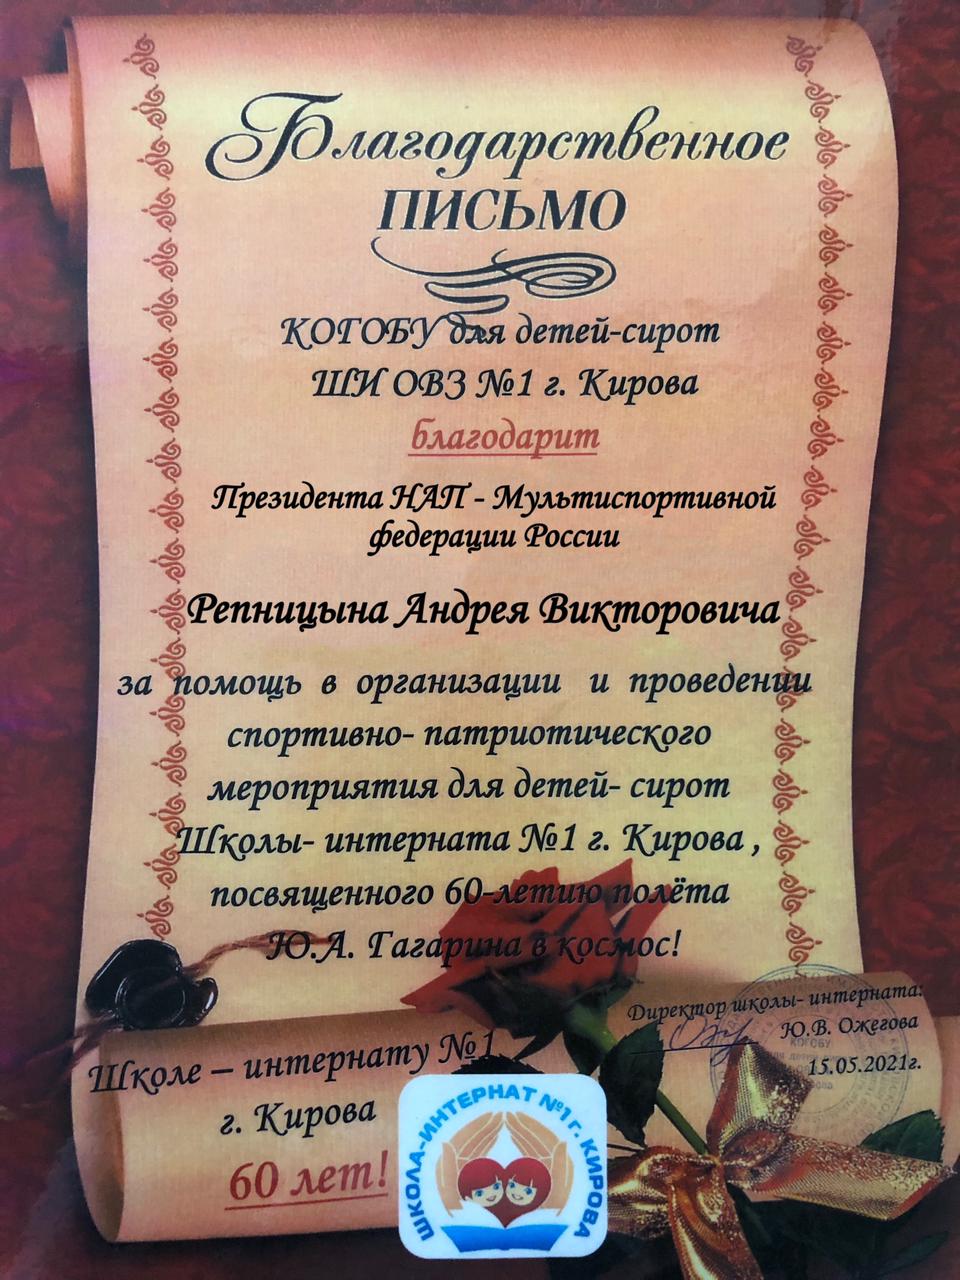 Благодарственное
ПИСЬМО
КОГОБУ для детей-сирот
ШИ ОВЗ №1 г. Кирова
благодарит
Президента НАП - Мультиспортивной
федерации России
Репницына Андрея Викторовича
за помощь в организации и проведении
спортивно- патриотического
мероприятия для детей- сирот
Школы- интерната №1 г. Кирова ,
посвященного 60-летию полёта
Ю.А. Гагарина в космос!
Директор школы- интерната:
Ю.В. Ожегова
КОГОБУ
15.05.2021г.
Школе – интернату №1
г. Кирова
60 лет!
ШКОЛА-ИНТЕРНАТ №1 г. КИРОВА